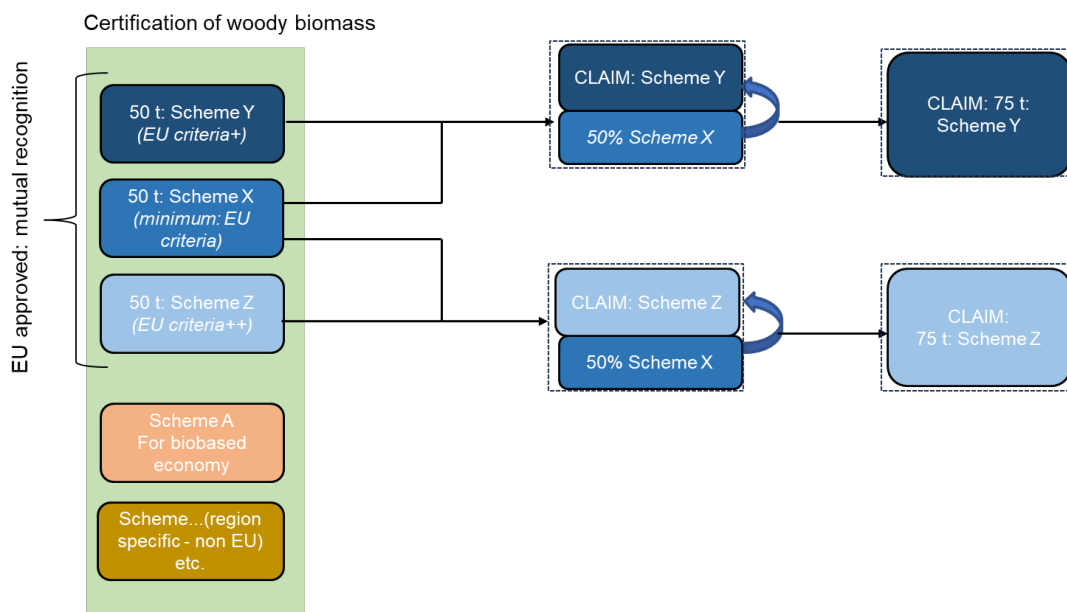 Certification of woody biomass
EU approved: mutual recognition
50 t: Scheme Y
(EU criteria+)
50 t: Scheme X
(minimum: EU
criteria)
50 t: Scheme Z
(EU criteria++)
Scheme A
For biobased
economy
Scheme...(region
specific - non EU)
etc.
CLAIM: Scheme Y
50% Scheme X
CLAIM: 75 t:
Scheme Y
CLAIM: Scheme Z
50% Scheme X
CLAIM:
75 t: Scheme Z